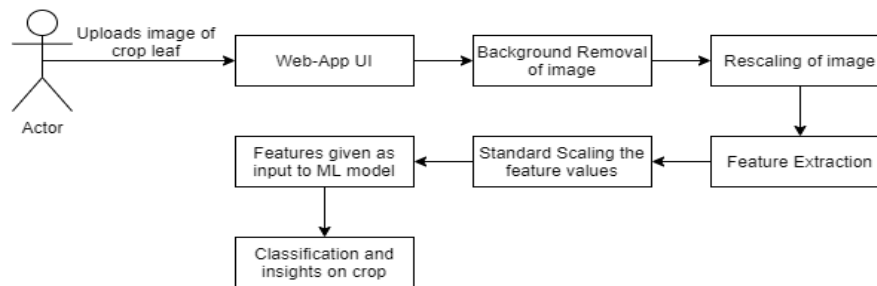 Uploads image of
crop leaf
Actor
Web-App UI
Background Removal
of image
Rescaling of image
Feature Extraction
Standard Scaling the
feature values
Features given as
input to ML model
Classification and
insights on crop